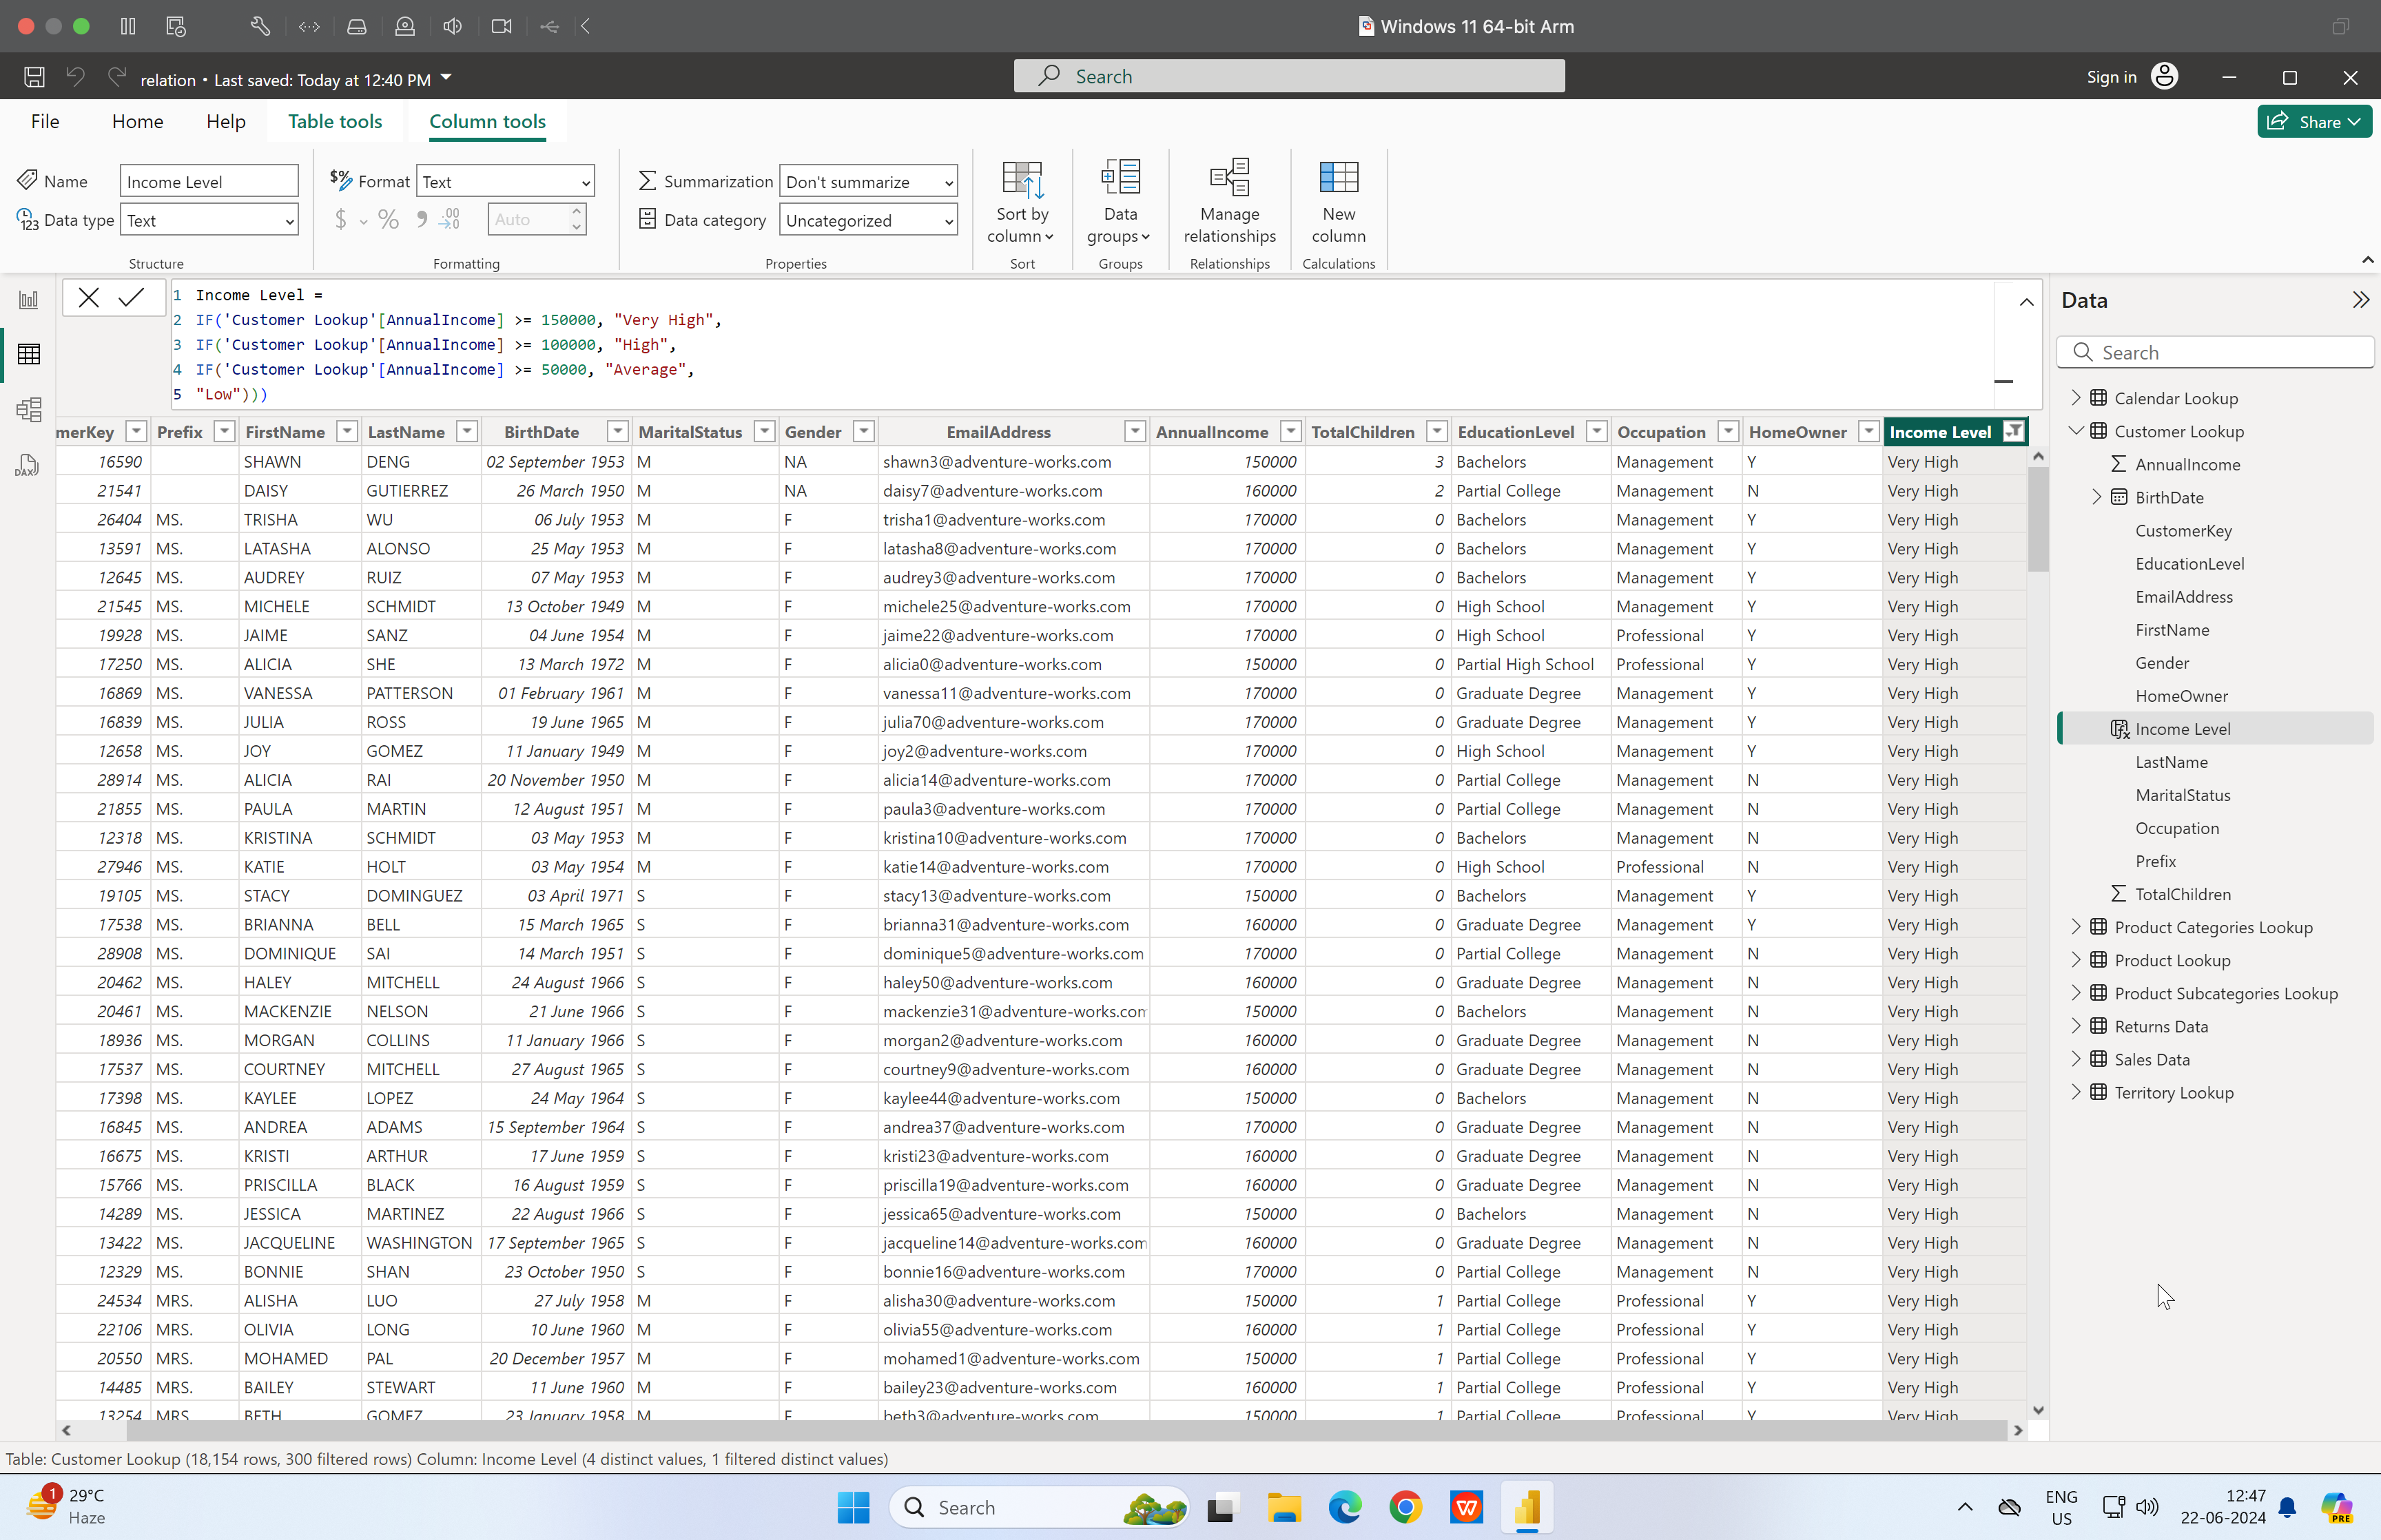 Windows 11 64-bit Arm
relation • Last saved: Today at 12:40 PM
Search
Sign in
File Home Help Table tools Column tools
Share
Name Income Level
Format Text
Summarization Don't summarize
Sort by column
Data groups
Manage relationships
New column
Data type Text
$ % , .00 Auto
Data category Uncategorized
Structure Formatting Properties Sort Groups Relationships Calculations
1 Income Level =
2 IF('Customer Lookup'[AnnualIncome] >= 150000, "Very High",
3 IF('Customer Lookup'[AnnualIncome] >= 100000, "High",
4 IF('Customer Lookup'[AnnualIncome] >= 50000, "Average",
5 "Low")))
merKey Prefix FirstName LastName BirthDate MaritalStatus Gender EmailAddress AnnualIncome TotalChildren EducationLevel Occupation HomeOwner Income Level
16590 SHAWN DENG 02 September 1953 M NA shawn3@adventure-works.com 150000 3 Bachelors Management Y Very High
21541 DAISY GUTIERREZ 26 March 1950 M NA daisy7@adventure-works.com 160000 2 Partial College Management N Very High
26404 MS. TRISHA WU 06 July 1953 M F trisha1@adventure-works.com 170000 0 Bachelors Management Y Very High
13591 MS. LATASHA ALONSO 25 May 1953 M F latasha8@adventure-works.com 170000 0 Bachelors Management Y Very High
12645 MS. AUDREY RUIZ 07 May 1953 M F audrey3@adventure-works.com 170000 0 Bachelors Management Y Very High
21545 MS. MICHELE SCHMIDT 13 October 1949 M F michele25@adventure-works.com 170000 0 High School Management Y Very High
19928 MS. JAIME SANZ 04 June 1954 M F jaime22@adventure-works.com 170000 0 High School Professional Y Very High
17250 MS. ALICIA SHE 13 March 1972 M F alicia0@adventure-works.com 150000 0 Partial High School Professional Y Very High
16869 MS. VANESSA PATTERSON 01 February 1961 M F vanessa11@adventure-works.com 170000 0 Graduate Degree Management Y Very High
16839 MS. JULIA ROSS 19 June 1965 M F julia70@adventure-works.com 170000 0 Graduate Degree Management Y Very High
12658 MS. JOY GOMEZ 11 January 1949 M F joy2@adventure-works.com 170000 0 High School Management Y Very High
28914 MS. ALICIA RAI 20 November 1950 M F alicia14@adventure-works.com 170000 0 Partial College Management N Very High
21855 MS. PAULA MARTIN 12 August 1951 M F paula3@adventure-works.com 170000 0 Partial College Management N Very High
12318 MS. KRISTINA SCHMIDT 03 May 1953 M F kristina10@adventure-works.com 170000 0 Bachelors Management N Very High
27946 MS. KATIE HOLT 03 May 1954 M F katie14@adventure-works.com 170000 0 High School Professional N Very High
19105 MS. STACY DOMINGUEZ 03 April 1971 S F stacy13@adventure-works.com 150000 0 Bachelors Management Y Very High
17538 MS. BRIANNA BELL 15 March 1965 S F brianna31@adventure-works.com 160000 0 Graduate Degree Management Y Very High
28908 MS. DOMINIQUE SAI 14 March 1951 S F dominique5@adventure-works.com 170000 0 Partial College Management N Very High
20462 MS. HALEY MITCHELL 24 August 1966 S F haley50@adventure-works.com 160000 0 Graduate Degree Management N Very High
20461 MS. MACKENZIE NELSON 21 June 1966 S F mackenzie31@adventure-works.com 150000 0 Bachelors Management N Very High
18936 MS. MORGAN COLLINS 11 January 1966 S F morgan2@adventure-works.com 160000 0 Graduate Degree Management N Very High
17537 MS. COURTNEY MITCHELL 27 August 1965 S F courtney9@adventure-works.com 160000 0 Graduate Degree Management N Very High
17398 MS. KAYLEE LOPEZ 24 May 1964 S F kaylee44@adventure-works.com 150000 0 Bachelors Management N Very High
16845 MS. ANDREA ADAMS 15 September 1964 S F andrea37@adventure-works.com 170000 0 Graduate Degree Management N Very High
16675 MS. KRISTI ARTHUR 17 June 1959 S F kristi23@adventure-works.com 160000 0 Graduate Degree Management N Very High
15766 MS. PRISCILLA BLACK 16 August 1959 S F priscilla19@adventure-works.com 160000 0 Graduate Degree Management N Very High
14289 MS. JESSICA MARTINEZ 22 August 1966 S F jessica65@adventure-works.com 150000 0 Bachelors Management N Very High
13422 MS. JACQUELINE WASHINGTON 17 September 1965 S F jacqueline14@adventure-works.com 160000 0 Graduate Degree Management N Very High
12329 MS. BONNIE SHAN 23 October 1950 S F bonnie16@adventure-works.com 170000 0 Partial College Management N Very High
24534 MRS. ALISHA LUO 27 July 1958 M F alisha30@adventure-works.com 150000 1 Partial College Professional Y Very High
22106 MRS. OLIVIA LONG 10 June 1960 M F olivia55@adventure-works.com 160000 1 Partial College Professional Y Very High
20550 MRS. MOHAMED PAL 20 December 1957 M F mohamed1@adventure-works.com 150000 1 Partial College Professional Y Very High
14485 MRS. BAILEY STEWART 11 June 1960 M F bailey23@adventure-works.com 160000 1 Partial College Professional Y Very High
13254 MRS. BETH GOMEZ 23 January 1958 M F beth3@adventure-works.com 150000 1 Partial College Professional Y Very High
Data
Search
Calendar Lookup
Customer Lookup
AnnualIncome
BirthDate
CustomerKey
EducationLevel
EmailAddress
FirstName
Gender
HomeOwner
Income Level
LastName
MaritalStatus
Occupation
Prefix
TotalChildren
Product Categories Lookup
Product Lookup
Product Subcategories Lookup
Returns Data
Sales Data
Territory Lookup
Table: Customer Lookup (18,154 rows, 300 filtered rows) Column: Income Level (4 distinct values, 1 filtered distinct values)
1
29°C
Haze
Search
ENG
US
12:47
22-06-2024
PRE